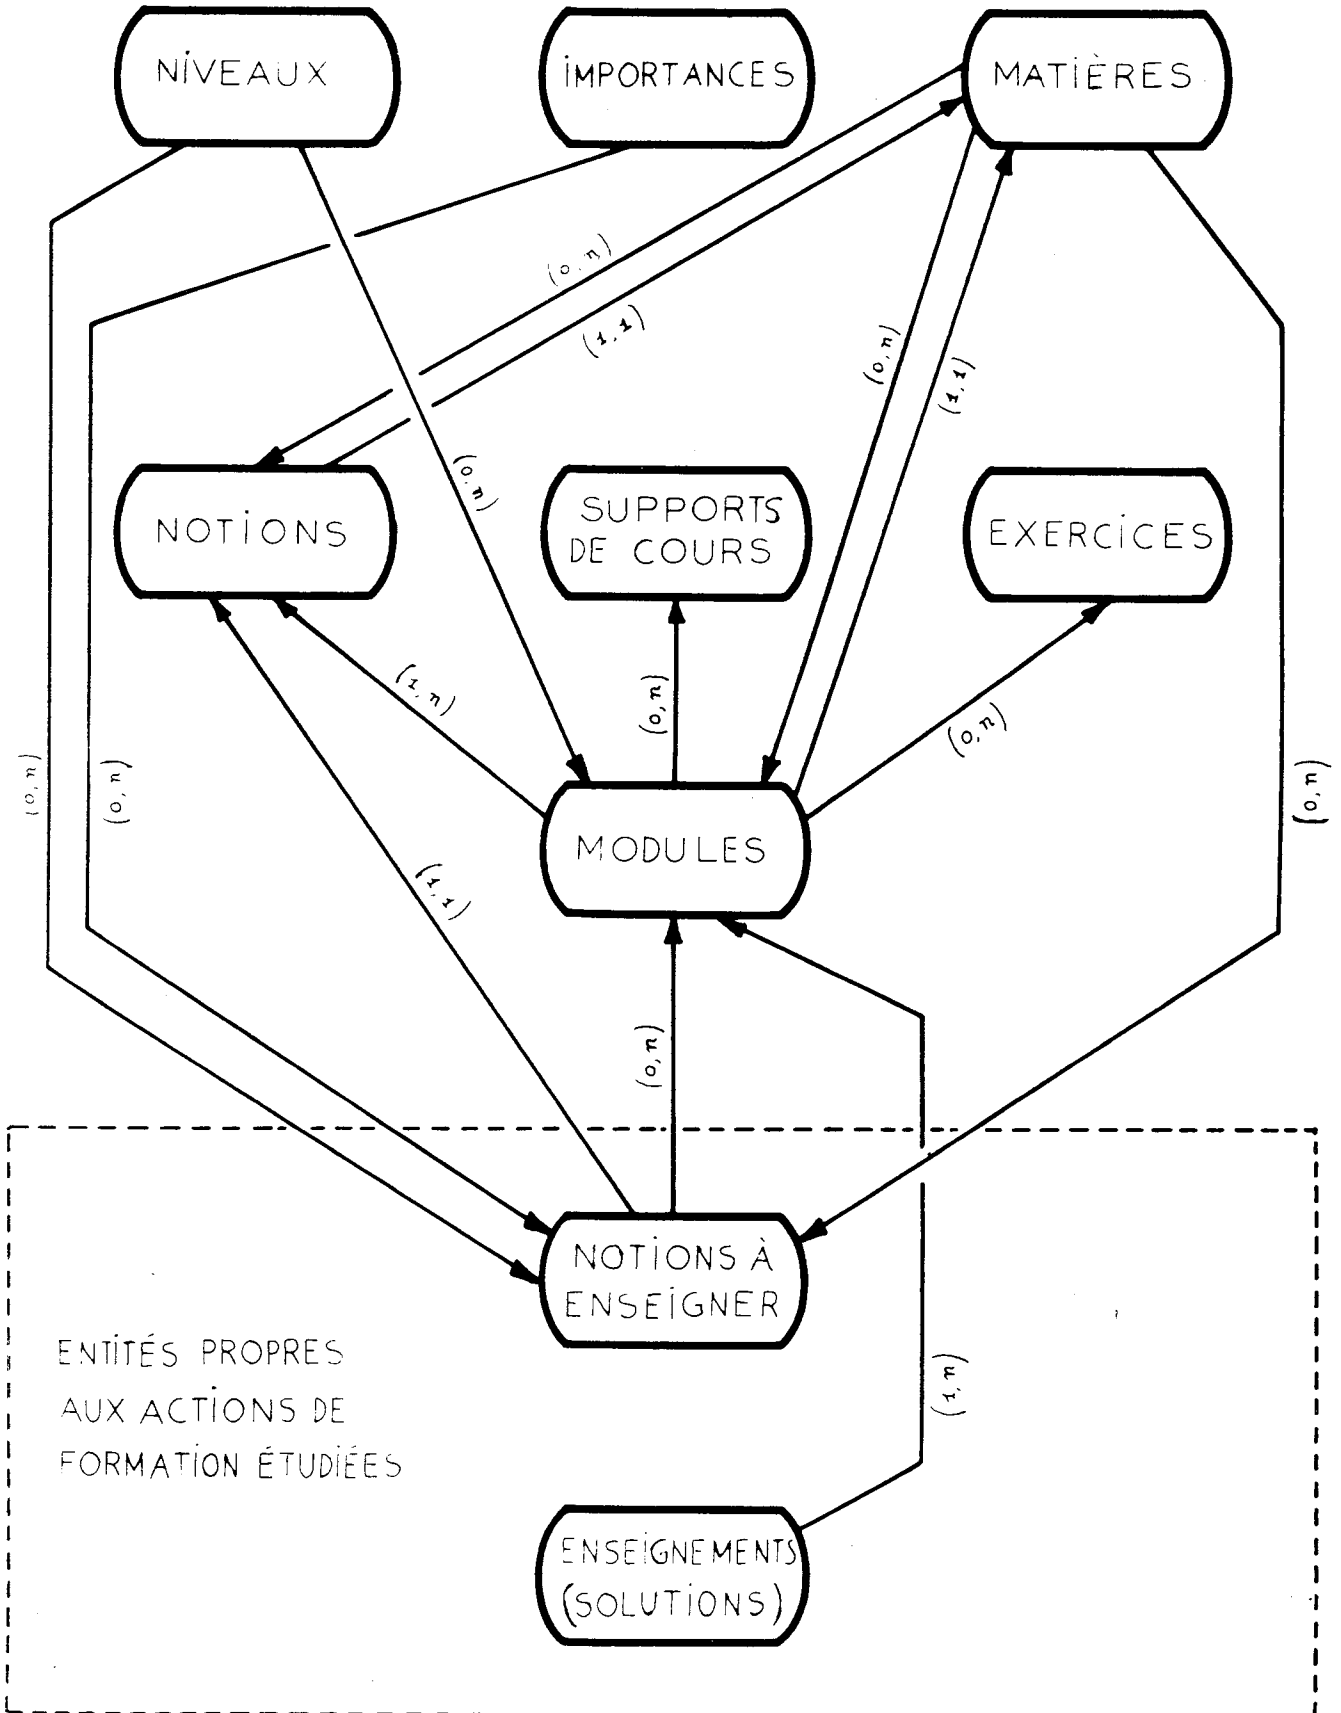 NIVEAUX
IMPORTANCES
MATIÈRES
(0,n)
(1,1)
(0,n)
(1,1)
(0,n)
NOTIONS
SUPPORTS
DE COURS
EXERCICES
(1,n)
(0,n)
(0,n)
(0,n)
(0,n)
(0,n)
MODULES
(1,1)
(0,n)
NOTIONS À
ENSEIGNER
ENTITÉS PROPRES
AUX ACTIONS DE
FORMATION ÉTUDIÉES
(1,n)
ENSEIGNEMENTS
(SOLUTIONS)